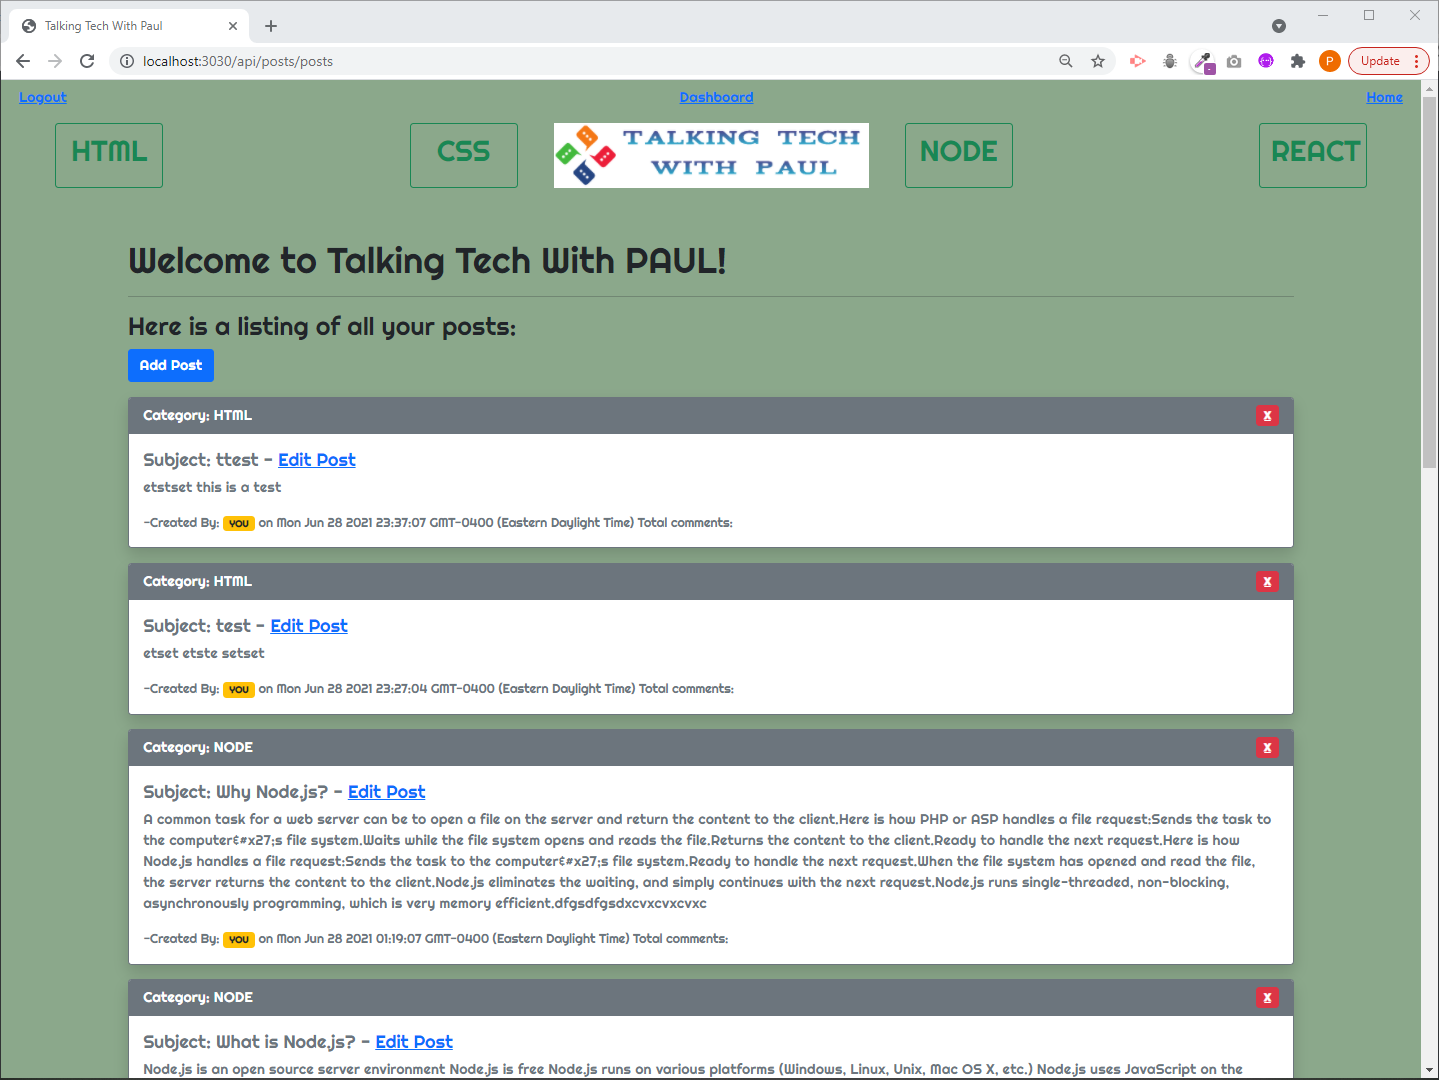 Talking Tech With Paul
localhost:3030/api/posts/posts
P
Update
Logout
Dashboard
Home
HTML
CSS
TALKING TECH
WITH PAUL
NODE
REACT
Welcome to Talking Tech With PAUL!
Here is a listing of all your posts:
Add Post
Category: HTML
X
Subject: ttest - Edit Post
etstset this is a test
-Created By: YOU on Mon Jun 28 2021 23:37:07 GMT-0400 (Eastern Daylight Time) Total comments:
Category: HTML
X
Subject: test - Edit Post
etset etste setset
-Created By: YOU on Mon Jun 28 2021 23:27:04 GMT-0400 (Eastern Daylight Time) Total comments:
Category: NODE
X
Subject: Why Node.js? - Edit Post
A common task for a web server can be to open a file on the server and return the content to the client.Here is how PHP or ASP handles a file request:Sends the task to
the computer&#x27;s file system.Waits while the file system opens and reads the file.Returns the content to the client.Ready to handle the next request.Here is how
Node.js handles a file request:Sends the task to the computer&#x27;s file system.Ready to handle the next request.When the file system has opened and read the file,
the server returns the content to the client.Node.js eliminates the waiting, and simply continues with the next request.Node.js runs single-threaded, non-blocking,
asynchronously programming, which is very memory efficient.dfgsdfgsdxcvxcvxcvxc
-Created By: YOU on Mon Jun 28 2021 01:19:07 GMT-0400 (Eastern Daylight Time) Total comments:
Category: NODE
X
Subject: What is Node.js? - Edit Post
Node.js is an open source server environment Node.js is free Node.js runs on various platforms (Windows, Linux, Unix, Mac OS X, etc.) Node.js uses JavaScript on the